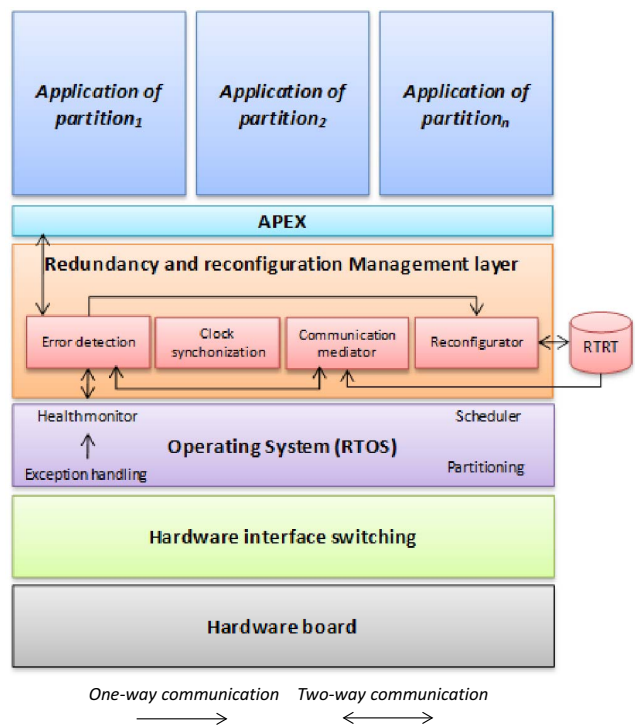 Application of
partition1
Application of
partition2
Application of
partitionn
APEX
Redundancy and reconfiguration Management layer
Error detection
Clock
synchonization
Communication
mediator
Reconfigurator
RTRT
Healthmonitor
Scheduler
Operating System (RTOS)
Exception handling
Partitioning
Hardware interface switching
Hardware board
One-way communication
Two-way communication